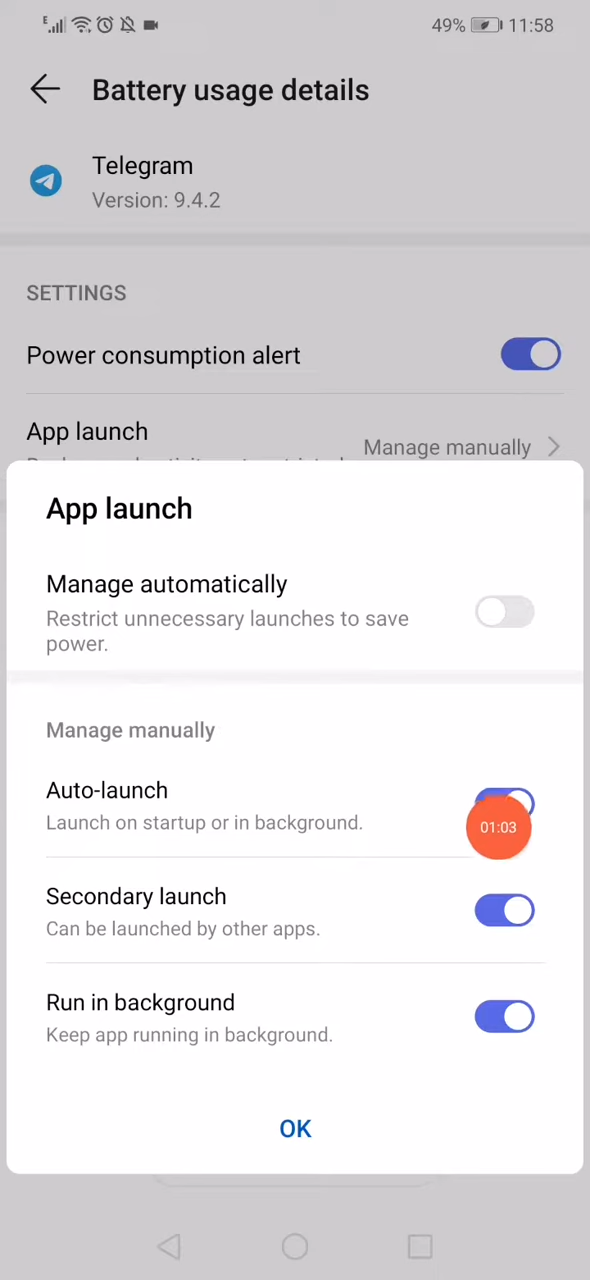 E 49% 11:58
Battery usage details
Telegram
Version: 9.4.2
SETTINGS
Power consumption alert
App launch
Manage manually
App launch
Manage automatically
Restrict unnecessary launches to save
power.
Manage manually
Auto-launch
Launch on startup or in background.
01:03
Secondary launch
Can be launched by other apps.
Run in background
Keep app running in background.
OK